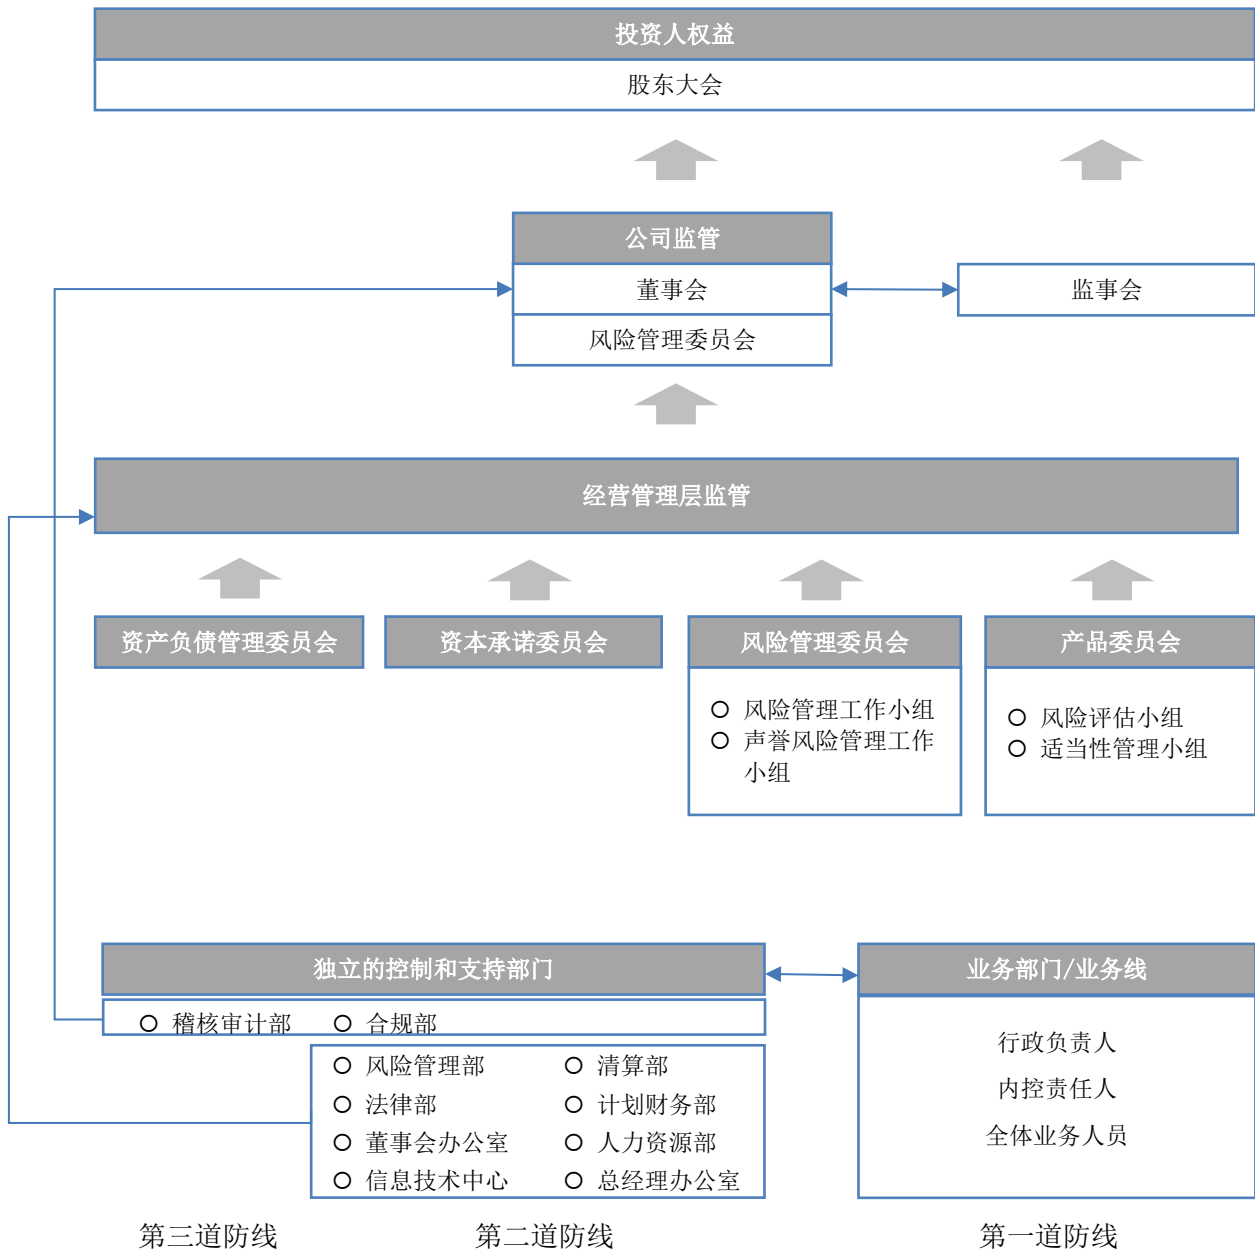 投资人权益
股东大会
公司监管
董事会
监事会
风险管理委员会
经营管理层监管
资产负债管理委员会
资本承诺委员会
风险管理委员会
产品委员会
风险管理工作小组
声誉风险管理工作
小组
风险评估小组
适当性管理小组
独立的控制和支持部门
业务部门/业务线
稽核审计部
合规部
风险管理部
清算部
法律部
计划财务部
董事会办公室
人力资源部
信息技术中心
总经理办公室
行政负责人
内控责任人
全体业务人员
第三道防线
第二道防线
第一道防线